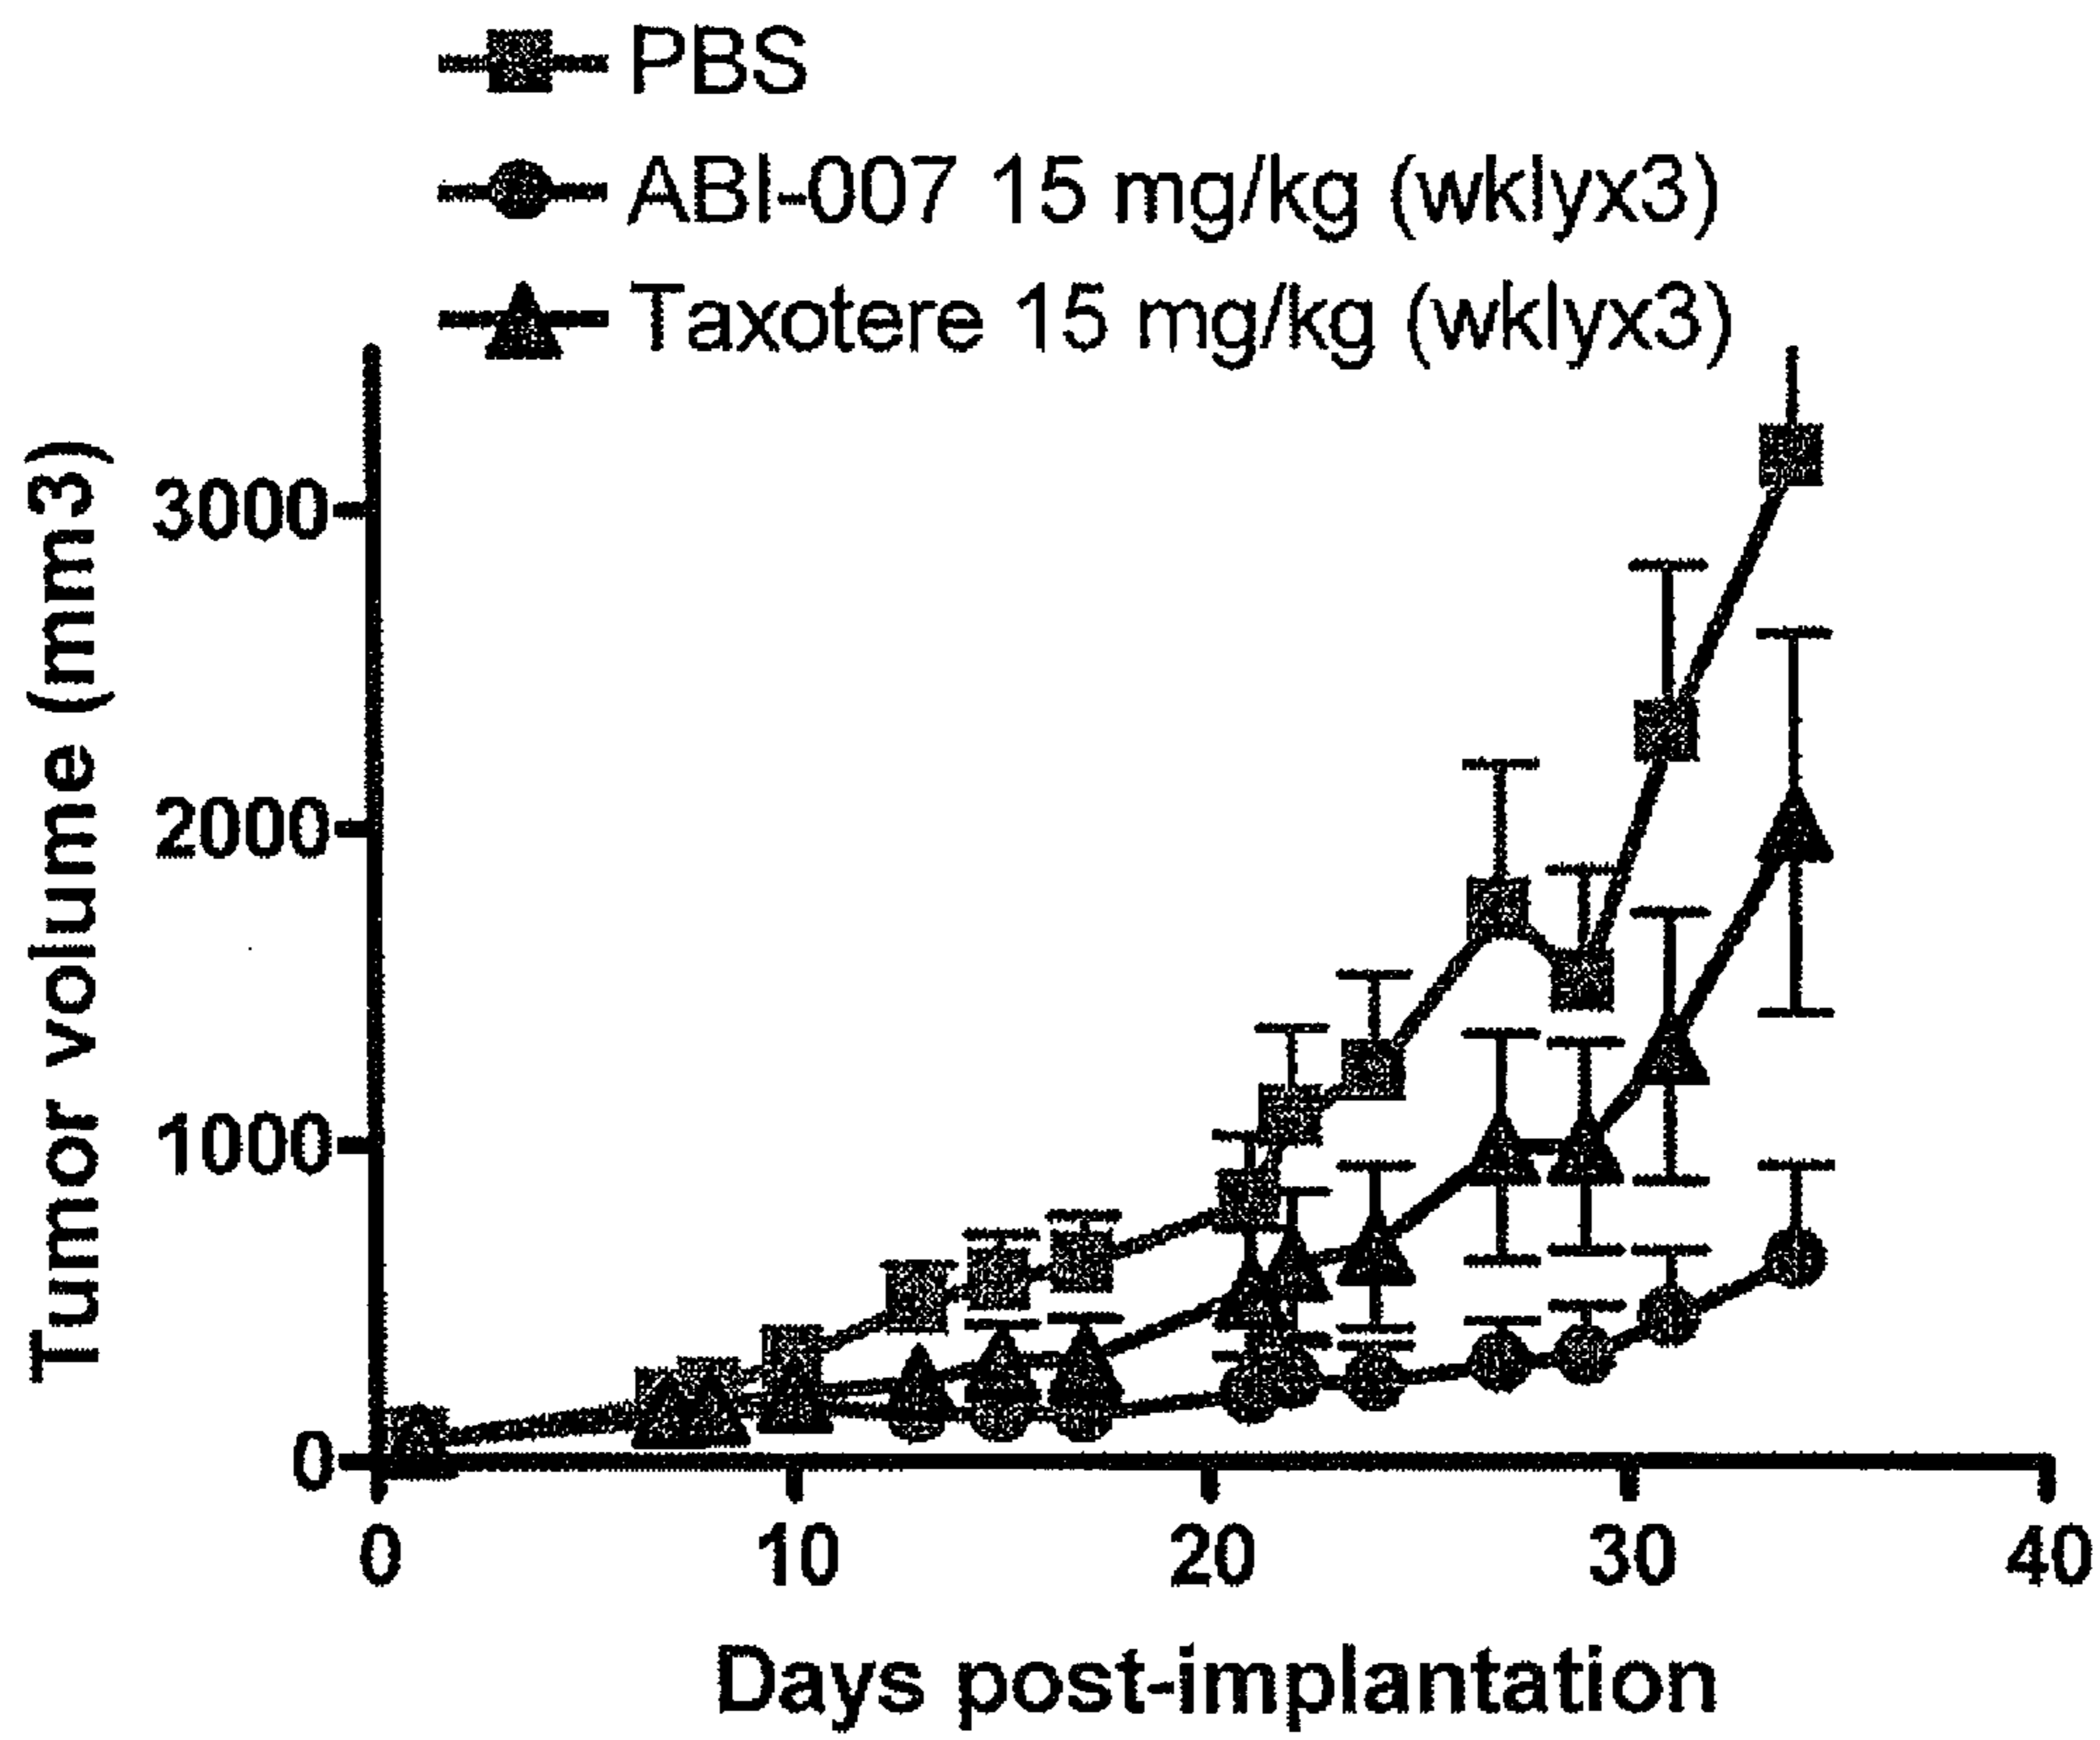 PBS
ABI-007 15 mg/kg (wklyx3)
Taxotere 15 mg/kg (wklyx3)
Tumor volume (mm3)
3000
2000
1000
0
0 10 20 30 40
Days post-implantation